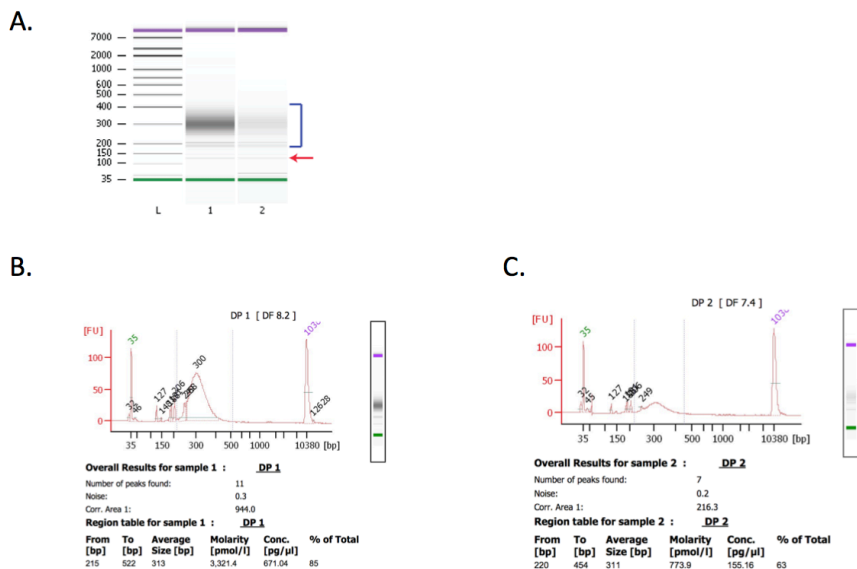 A.
7000
2000
1000
600
500
400
300
200
150
100
35
L 1 2
B.
DP 1 [ DF 8.2 ]
[FU]
100
50
0
35
32
46
127
206
300
12628
35 150 300 500 1000 10380 [bp]
Overall Results for sample 1 : DP 1
Number of peaks found: 11
Noise: 0.3
Corr. Area 1: 944.0
Region table for sample 1 : DP 1
From [bp] To [bp] Average Size [bp] Molarity [pmol/l] Conc. [pg/µl] % of Total
215 522 313 3,321.4 671.04 85
C.
DP 2 [ DF 7.4 ]
[FU]
100
50
0
35
32
45
127
249
35 150 300 500 1000 10380 [bp]
Overall Results for sample 2 : DP 2
Number of peaks found: 7
Noise: 0.2
Corr. Area 1: 216.3
Region table for sample 2 : DP 2
From [bp] To [bp] Average Size [bp] Molarity [pmol/l] Conc. [pg/µl] % of Total
220 454 311 773.9 155.16 63